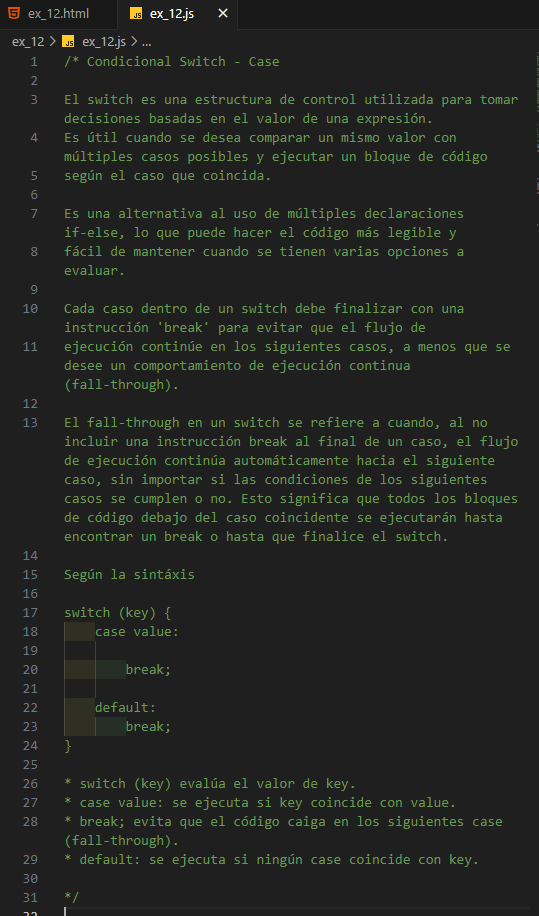 ex_12.html
JS ex_12.js ✕
ex_12 > JS ex_12.js > ...
1 /* Condicional Switch - Case
2
3 El switch es una estructura de control utilizada para tomar
decisiones basadas en el valor de una expresión.
4 Es útil cuando se desea comparar un mismo valor con
múltiples casos posibles y ejecutar un bloque de código
5 según el caso que coincida.
6
7 Es una alternativa al uso de múltiples declaraciones
if-else, lo que puede hacer el código más legible y
8 fácil de mantener cuando se tienen varias opciones a
evaluar.
9
10 Cada caso dentro de un switch debe finalizar con una
instrucción 'break' para evitar que el flujo de
11 ejecución continúe en los siguientes casos, a menos que se
desee un comportamiento de ejecución continua
(fall-through).
12
13 El fall-through en un switch se refiere a cuando, al no
incluir una instrucción break al final de un caso, el flujo
de ejecución continúa automáticamente hacia el siguiente
caso, sin importar si las condiciones de los siguientes
casos se cumplen o no. Esto significa que todos los bloques
de código debajo del caso coincidente se ejecutarán hasta
encontrar un break o hasta que finalice el switch.
14
15 Según la sintáxis
16
17 switch (key) {
18 case value:
19
20 break;
21
22 default:
23 break;
24 }
25
26 * switch (key) evalúa el valor de key.
27 * case value: se ejecuta si key coincide con value.
28 * break; evita que el código caiga en los siguientes case
(fall-through).
29 * default: se ejecuta si ningún case coincide con key.
30
31 */
32